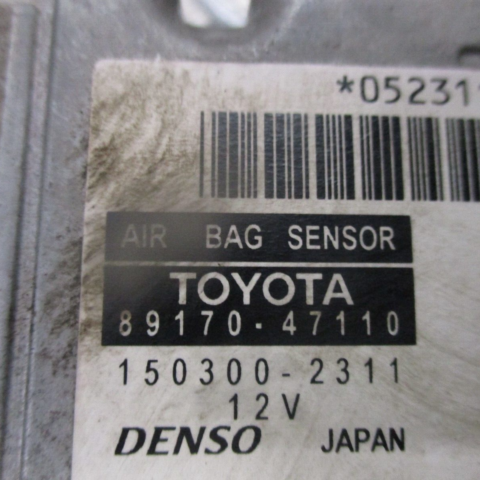 *05231
AIR BAG SENSOR
TOYOTA
89170-47110
150300-2311
12V
DENSO JAPAN